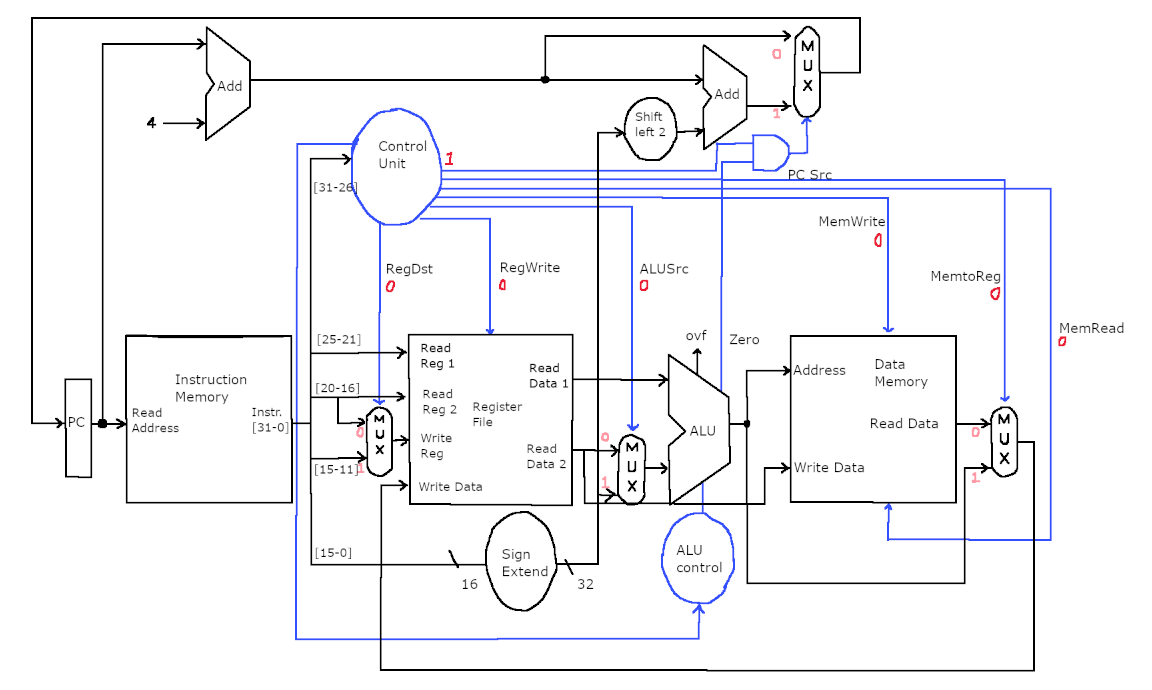 0
M
U
X
Add
Add
1
4
Shift
left 2
Control
Unit
1
[31-26]
PC Src
MemWrite
0
RegDst
0
RegWrite
0
ALUSrc
0
MemtoReg
0
MemRead
0
ovf
Zero
[25-21]
Read
Reg 1
Instruction
Memory
Read
Data 1
Data
Memory
Address
[20-16]
Read
Reg 2
Register
File
PC
Read
Address
Instr.
[31-0]
0
M
U
X
1
Write
Reg
ALU
Read Data
0
M
U
X
1
Read
Data 2
0
M
U
X
1
[15-11]
Write Data
Write Data
[15-0]
16
Sign
Extend
32
ALU
control